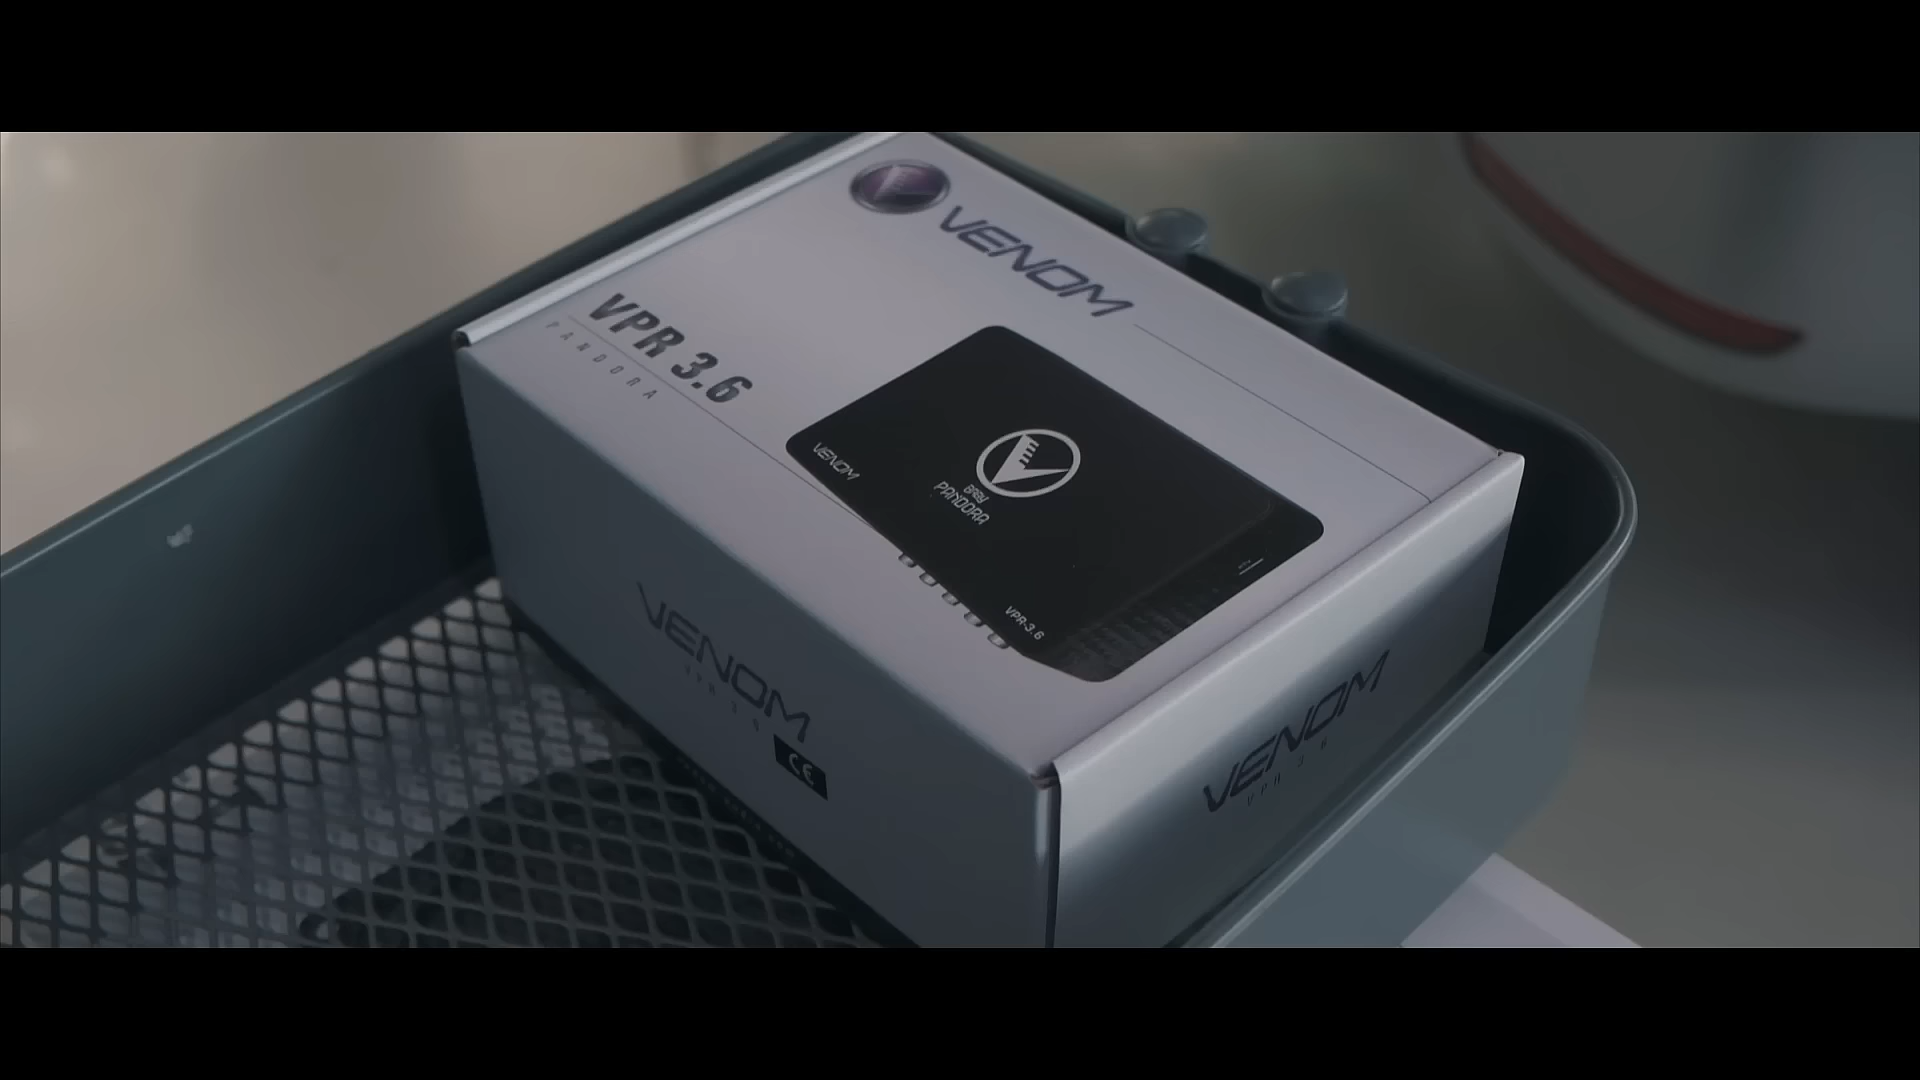 VENOM
VPR 3.6
PANDORA
VENOM
BABY
PANDORA
VPR-3.6
VENOM
VPR 3.6
CE
VENOM
VPR 3.6